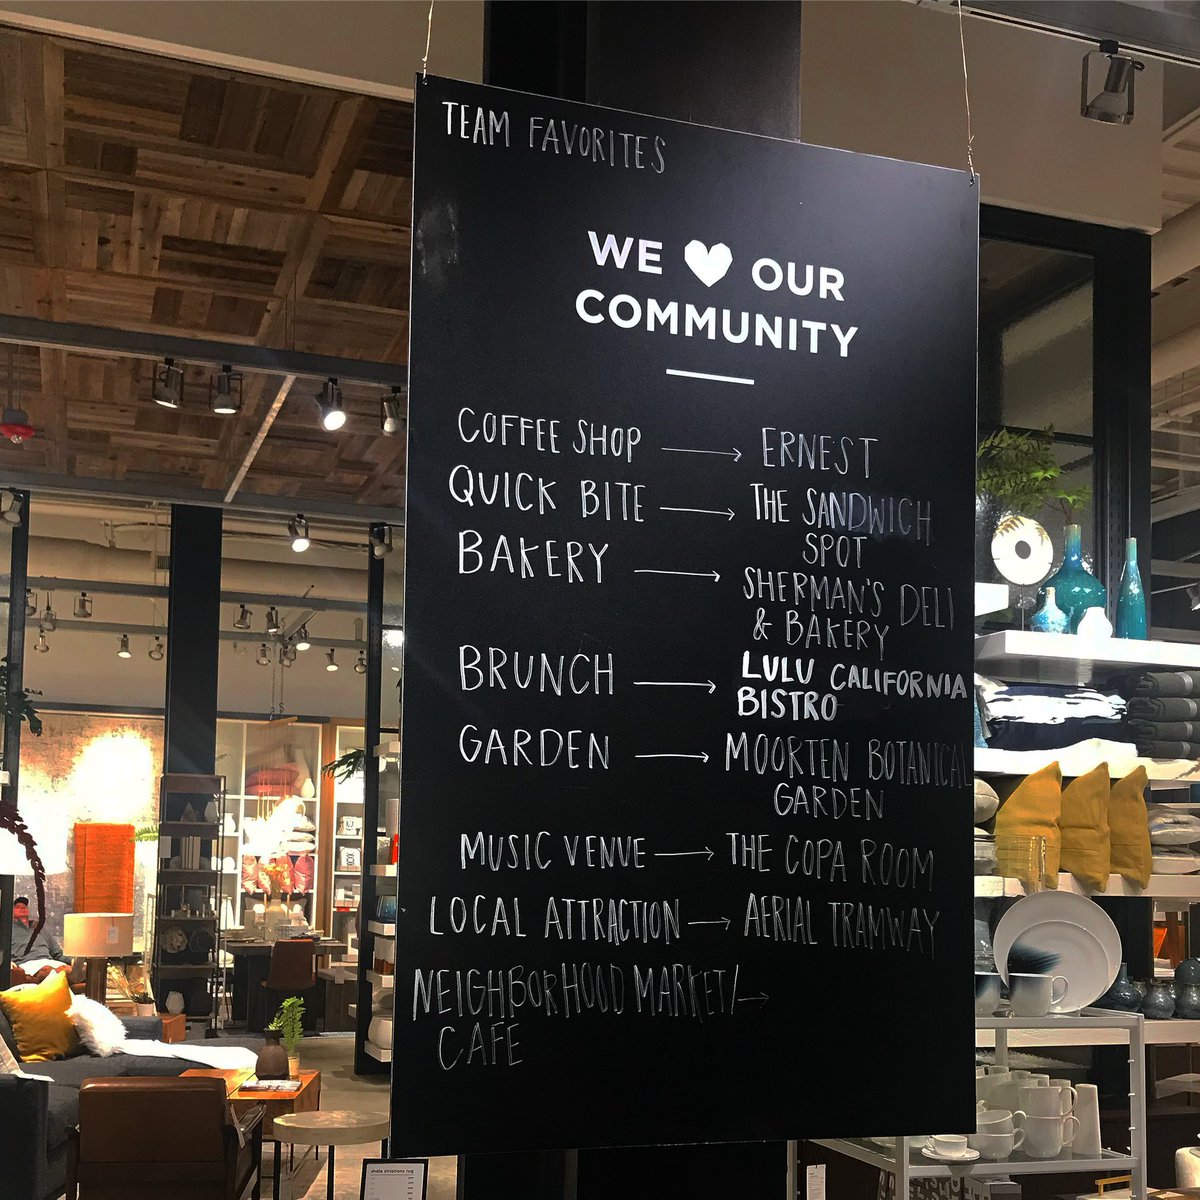 TEAM FAVORITES
WE ♥ OUR
COMMUNITY
COFFEE SHOP → ERNEST
QUICK BITE → THE SANDWICH
SPOT
BAKERY → SHERMAN'S DELI
& BAKERY
BRUNCH → LULU CALIFORNIA
BISTRO
GARDEN → MOORTEN BOTANICAL
GARDEN
MUSIC VENUE → THE COPA ROOM
LOCAL ATTRACTION → AERIAL TRAMWAY
NEIGHBORHOOD MARKET/ →
CAFE